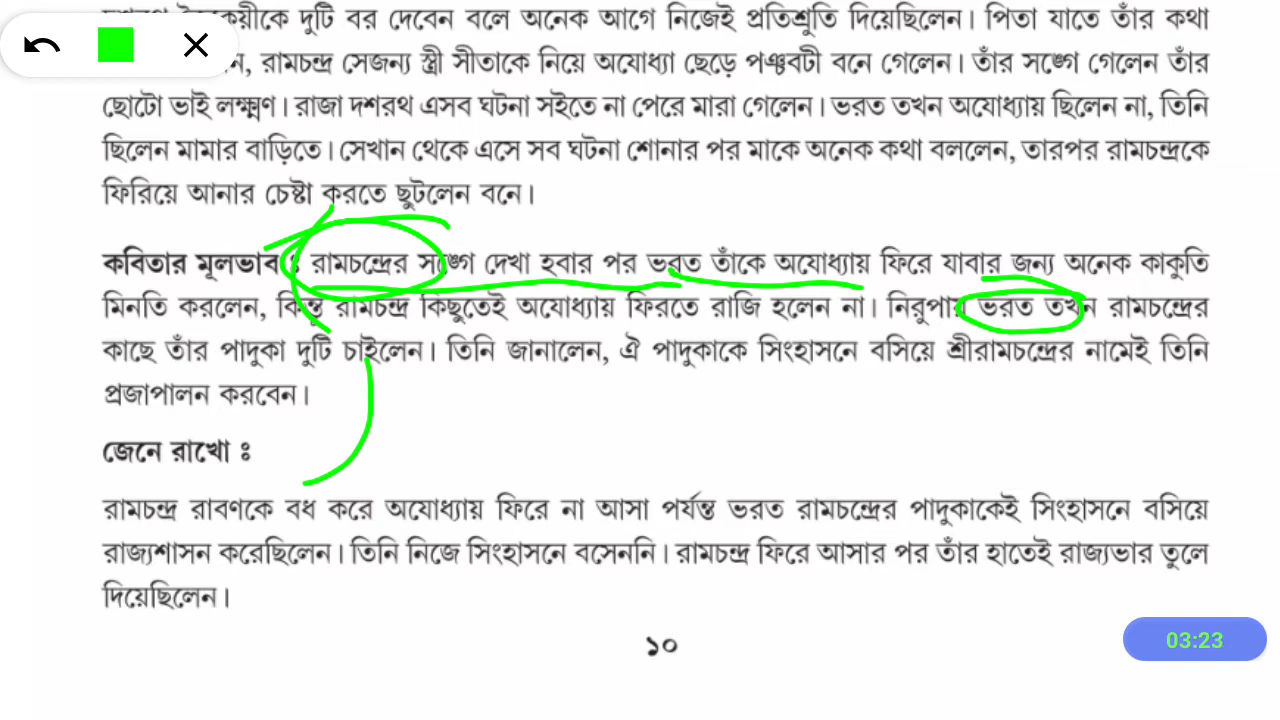 কৈকেয়ীকে দুটি বর দেবেন বলে অনেক আগে নিজেই প্রতিশ্রুতি দিয়েছিলেন। পিতা যাতে তাঁর কথা
রামচন্দ্র সেজন্য স্ত্রী সীতাকে নিয়ে অযোধ্যা ছেড়ে পঞ্চবটী বনে গেলেন। তাঁর সঙ্গে গেলেন তাঁর
ছোটো ভাই লক্ষ্মণ। রাজা দশরথ এসব ঘটনা সইতে না পেরে মারা গেলেন। ভরত তখন অযোধ্যায় ছিলেন না, তিনি
ছিলেন মামার বাড়িতে। সেখান থেকে এসে সব ঘটনা শোনার পর মাকে অনেক কথা বললেন, তারপর রামচন্দ্রকে
ফিরিয়ে আনার চেষ্টা করতে ছুটলেন বনে।
কবিতার মূলভাব ঃ রামচন্দ্রের সঙ্গে দেখা হবার পর ভরত তাঁকে অযোধ্যায় ফিরে যাবার জন্য অনেক কাকুতি
মিনতি করলেন, কিন্তু রামচন্দ্র কিছুতেই অযোধ্যায় ফিরতে রাজি হলেন না। নিরুপায় ভরত তখন রামচন্দ্রের
কাছে তাঁর পাদুকা দুটি চাইলেন। তিনি জানালেন, ঐ পাদুকাকে সিংহাসনে বসিয়ে শ্রীরামচন্দ্রের নামেই তিনি
প্রজাপালন করবেন।
জেনে রাখো ঃ
রামচন্দ্র রাবণকে বধ করে অযোধ্যায় ফিরে না আসা পর্যন্ত ভরত রামচন্দ্রের পাদুকাকেই সিংহাসনে বসিয়ে
রাজ্যশাসন করেছিলেন। তিনি নিজে সিংহাসনে বসেননি। রামচন্দ্র ফিরে আসার পর তাঁর হাতেই রাজ্যভার তুলে
দিয়েছিলেন।
১০
03:23